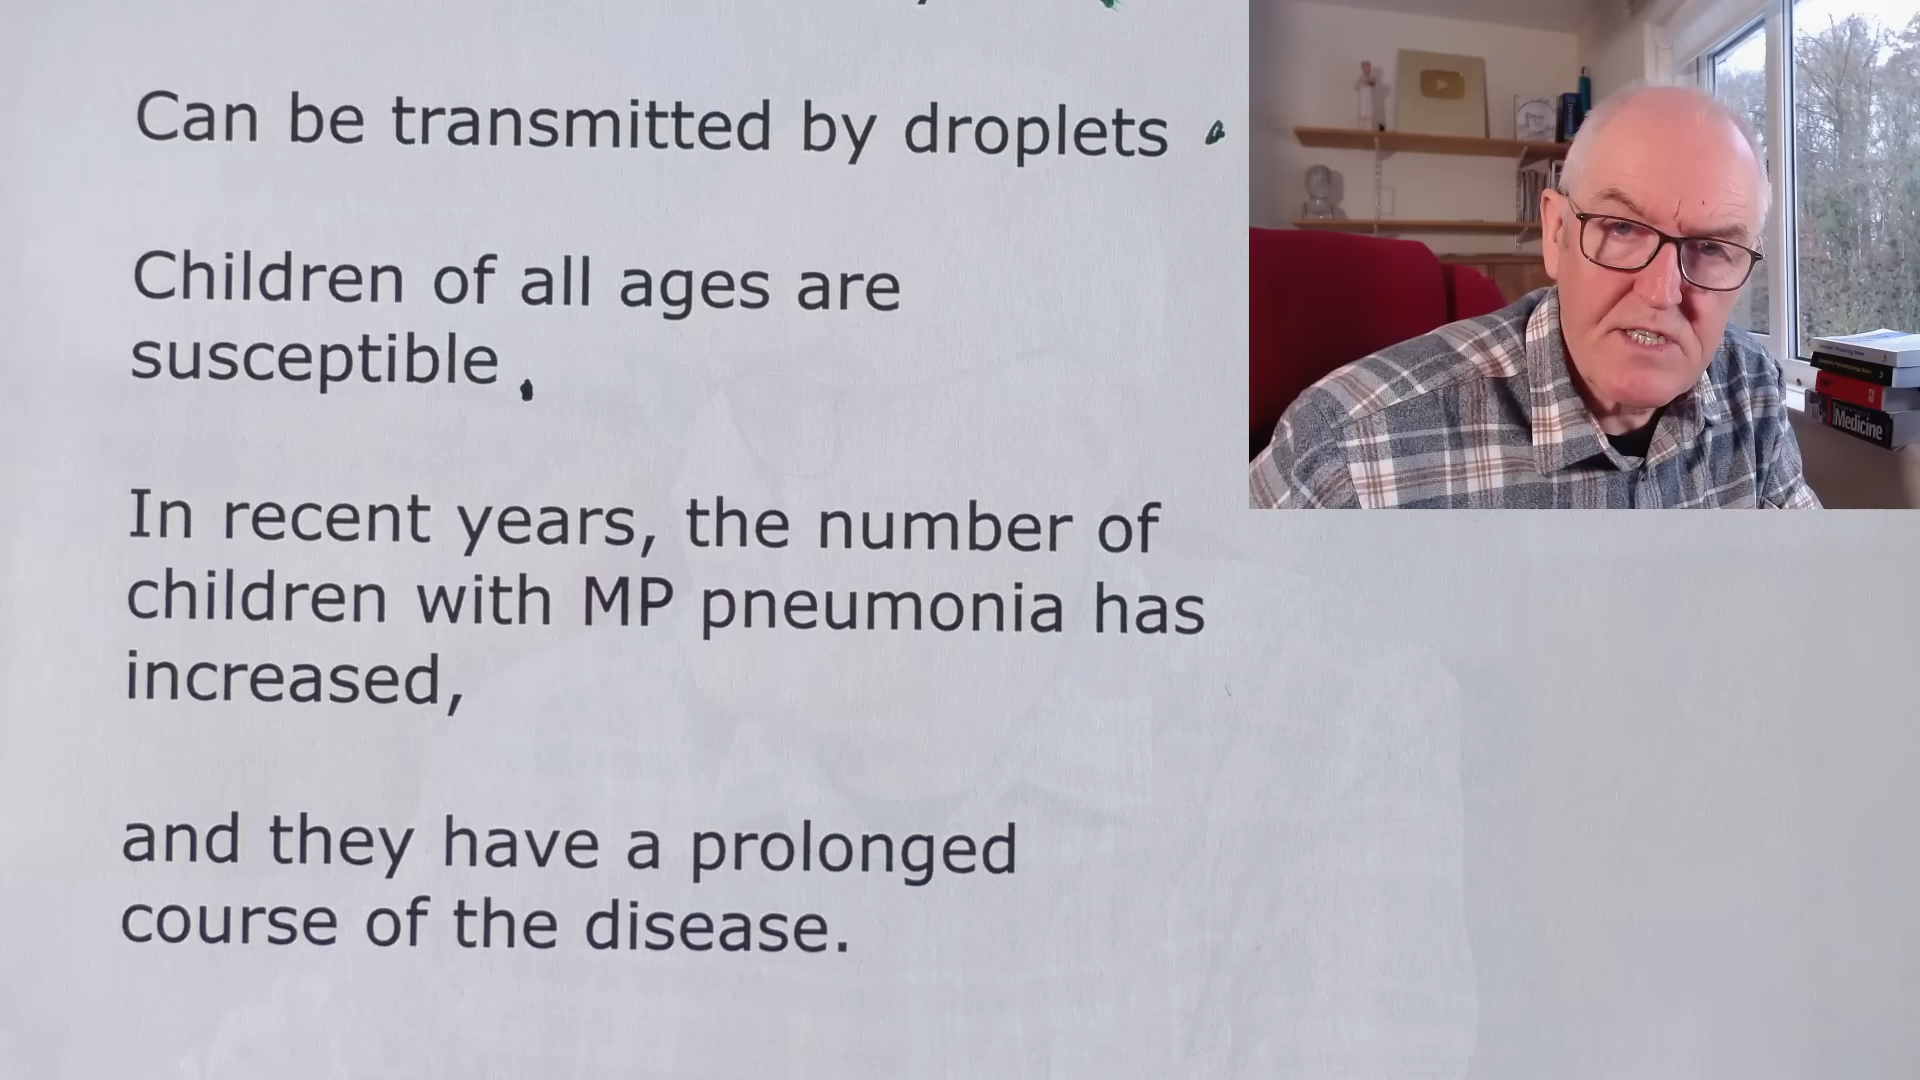 Can be transmitted by droplets
Children of all ages are
susceptible
In recent years, the number of
children with MP pneumonia has
increased,
and they have a prolonged
course of the disease.
Medicine